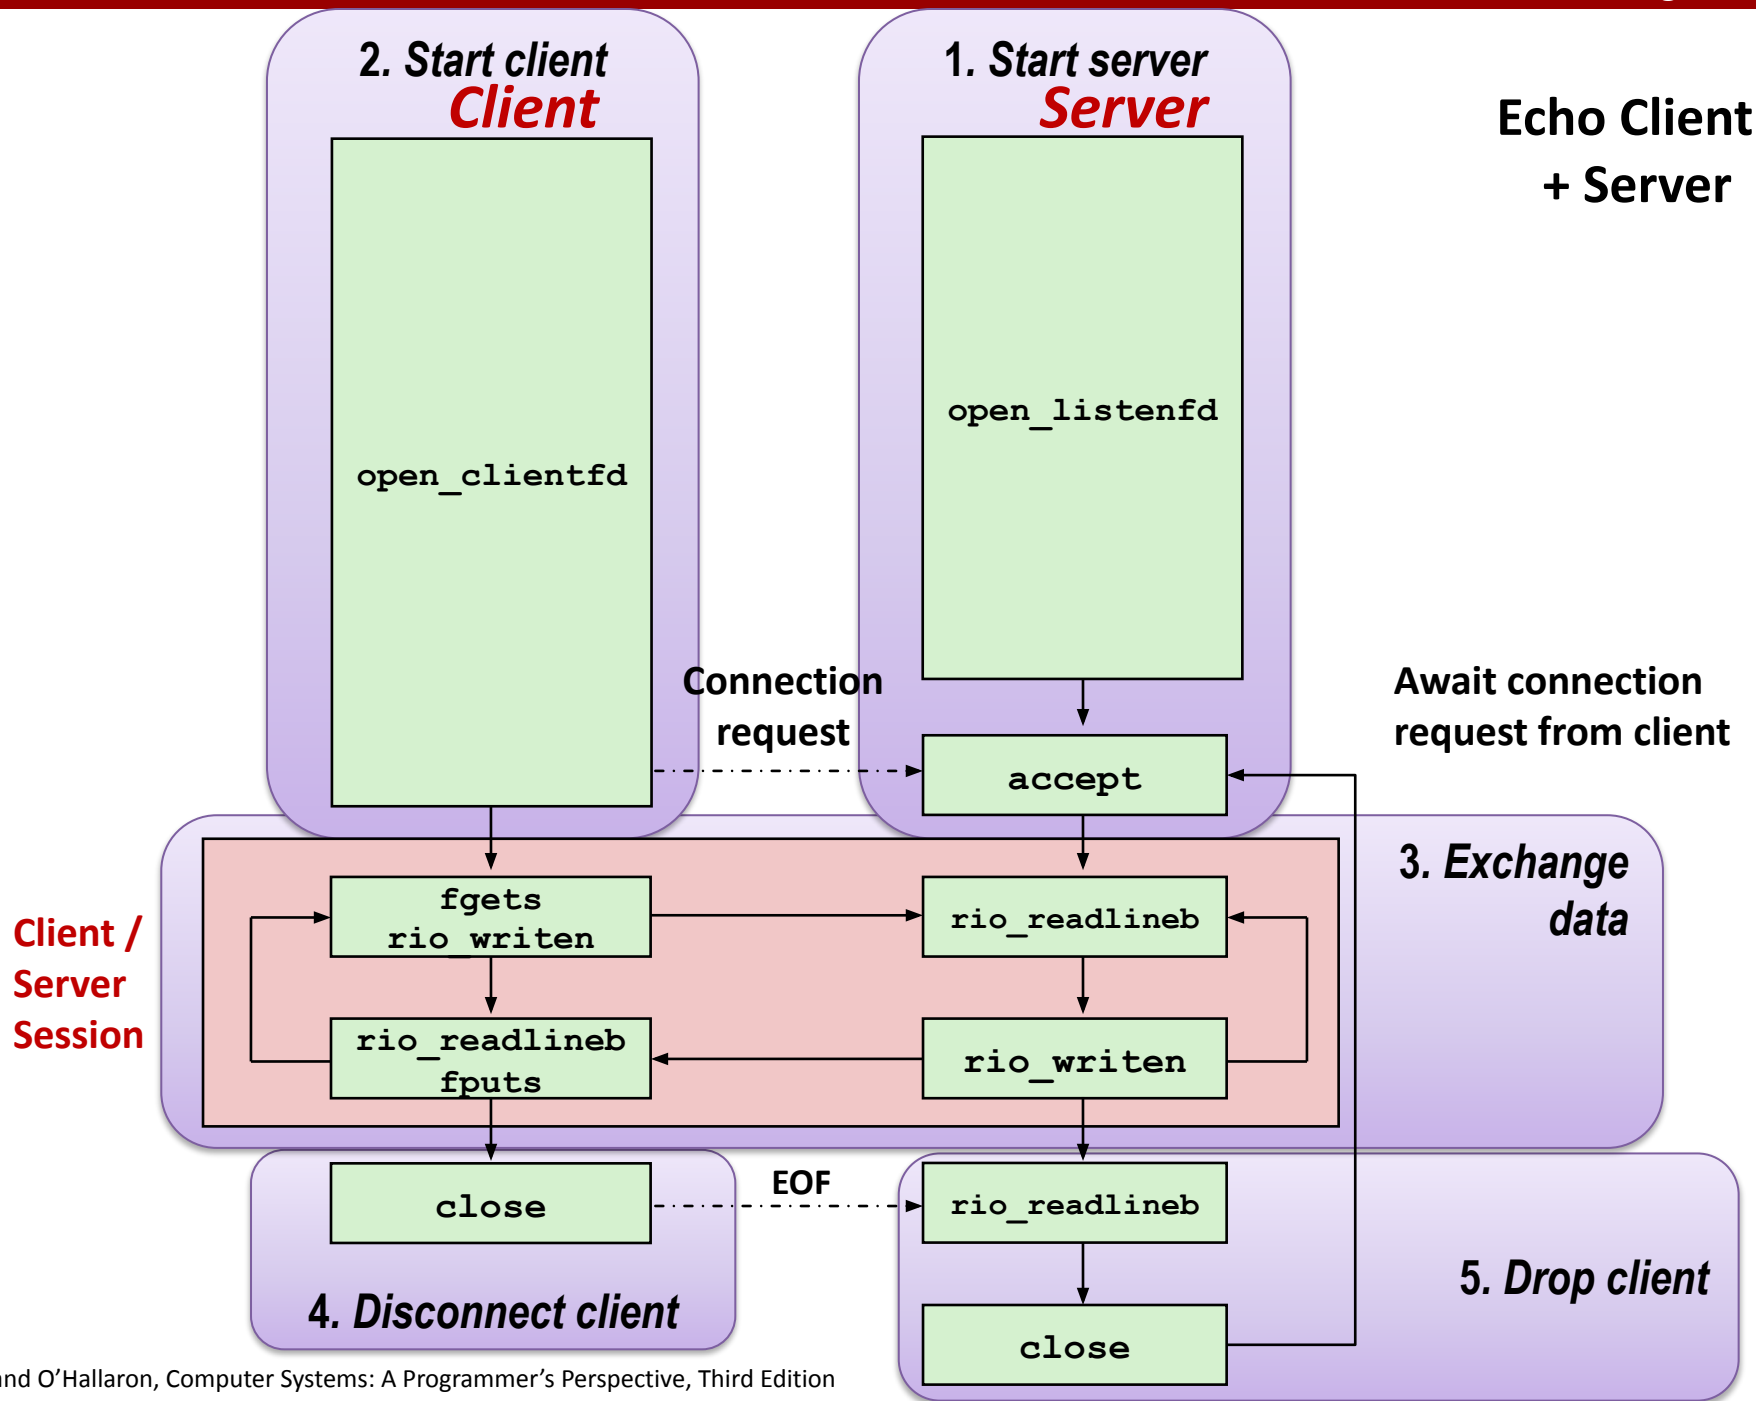 2. Start client
Client
1. Start server
Server
Echo Client
+ Server
open_clientfd
open_listenfd
Connection
request
accept
Await connection
request from client
3. Exchange
data
Client /
Server
Session
fgets
rio_writen
rio_readlineb
rio_readlineb
fputs
rio_writen
close
EOF
rio_readlineb
4. Disconnect client
5. Drop client
close
and O'Hallaron, Computer Systems: A Programmer's Perspective, Third Edition